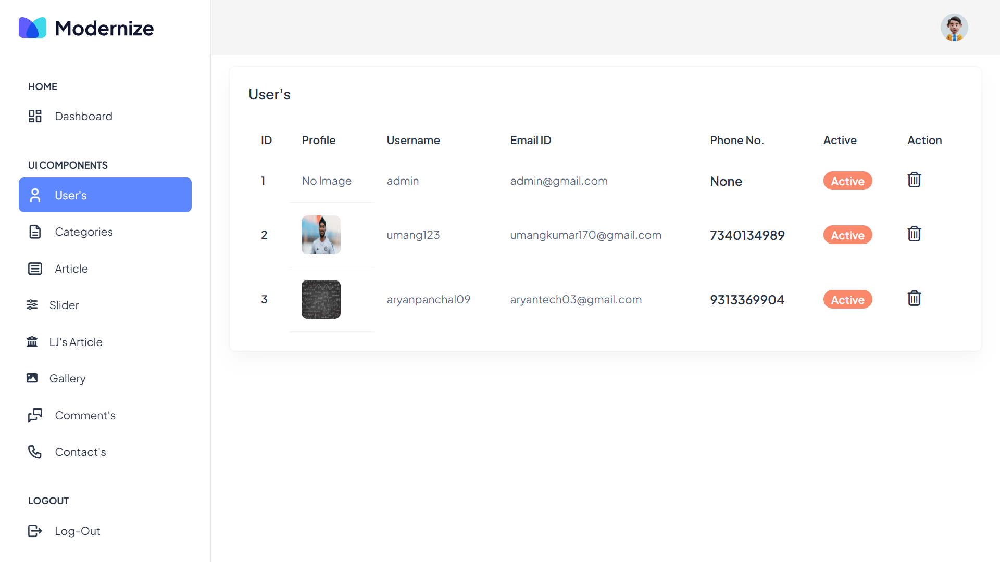 Modernize
HOME
Dashboard
UI COMPONENTS
User's
Categories
Article
Slider
LJ's Article
Gallery
Comment's
Contact's
LOGOUT
Log-Out
User's
ID Profile Username Email ID Phone No. Active Action
1 No Image admin admin@gmail.com None Active
2 umang123 umangkumar170@gmail.com 7340134989 Active
3 aryanpanchal09 aryantech03@gmail.com 9313369904 Active